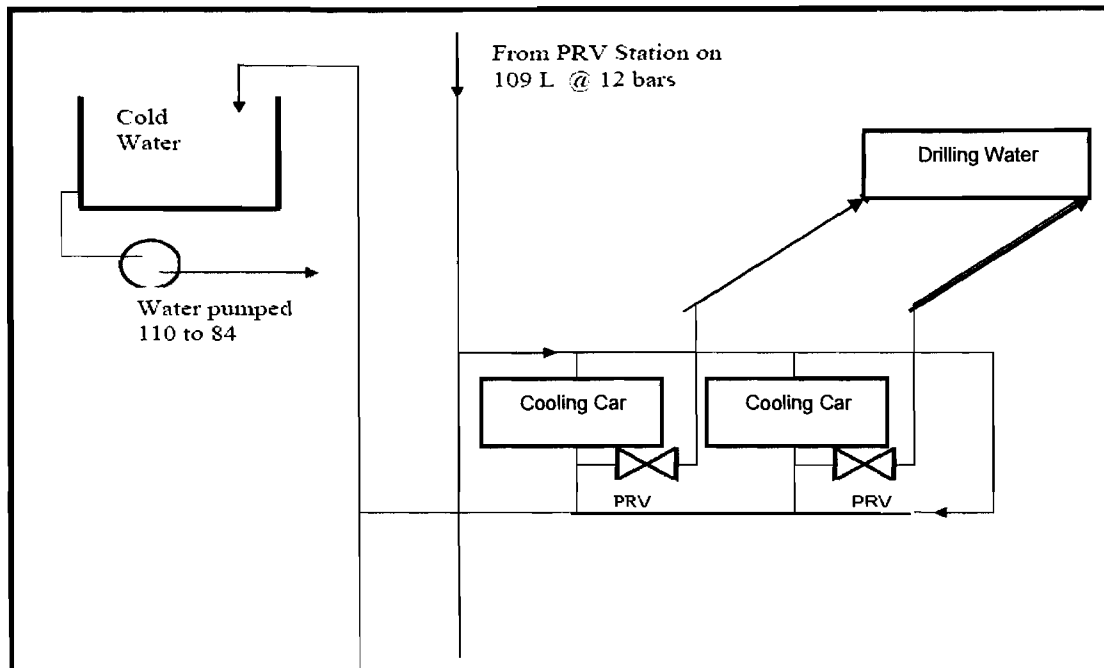 From PRV Station on
109 L @ 12 bars
Cold
Water
Drilling Water
Water pumped
110 to 84
Cooling Car
Cooling Car
PRV
PRV